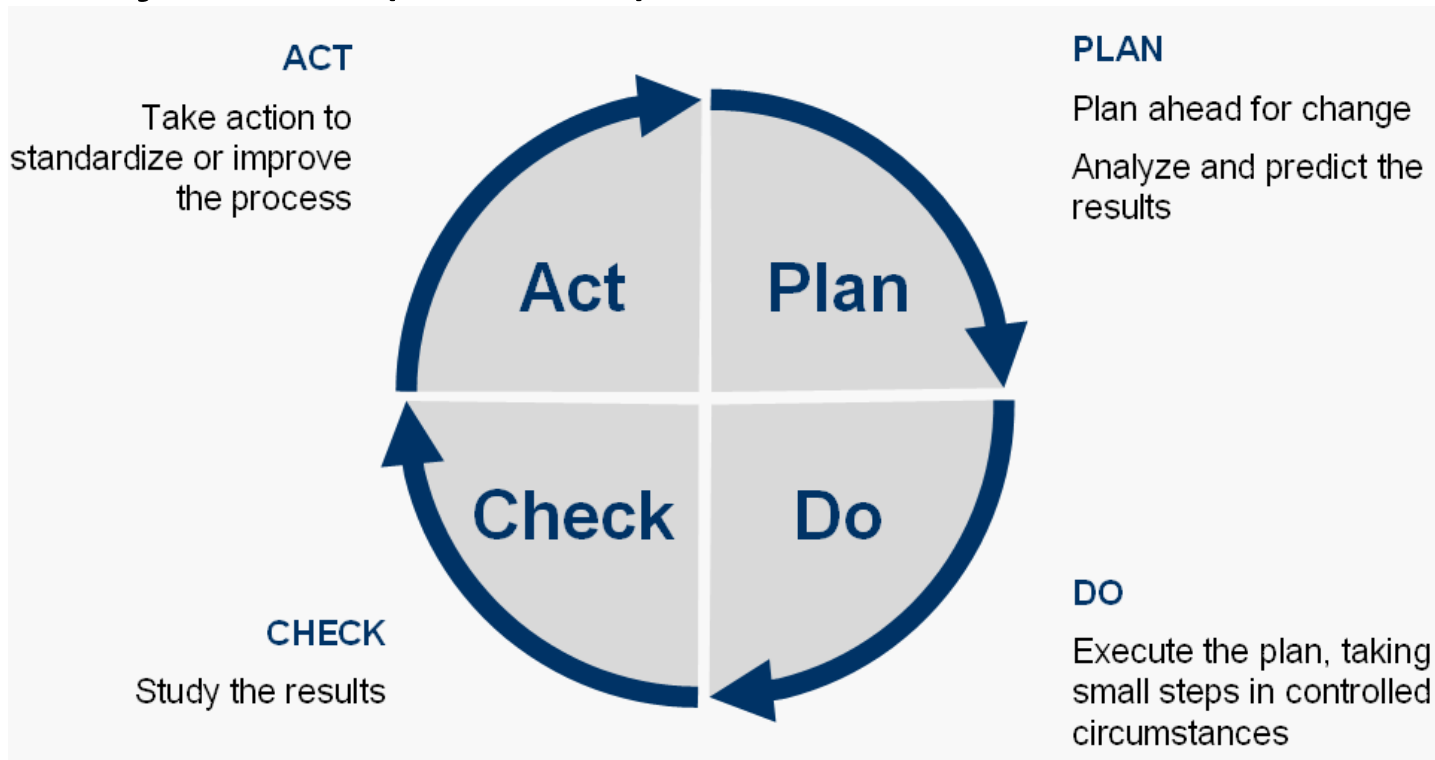 ACT
Take action to
standardize or improve
the process
PLAN
Plan ahead for change
Analyze and predict the
results
Act
Plan
Check
Do
CHECK
Study the results
DO
Execute the plan, taking
small steps in controlled
circumstances